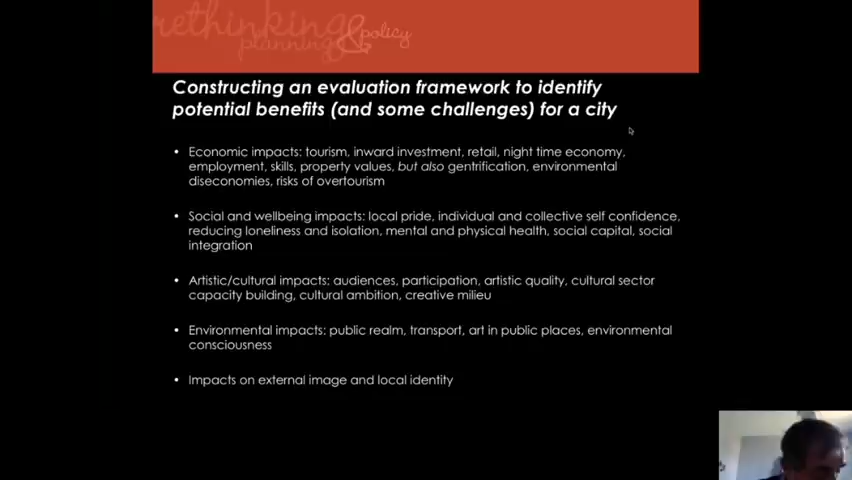 rethinking
planning
&policy
Constructing an evaluation framework to identify
potential benefits (and some challenges) for a city
• Economic impacts: tourism, inward investment, retail, night time economy,
employment, skills, property values, but also gentrification, environmental
diseconomies, risks of overtourism
• Social and wellbeing impacts: local pride, individual and collective self confidence,
reducing loneliness and isolation, mental and physical health, social capital, social
integration
• Artistic/cultural impacts: audiences, participation, artistic quality, cultural sector
capacity building, cultural ambition, creative milieu
• Environmental impacts: public realm, transport, art in public places, environmental
consciousness
• Impacts on external image and local identity